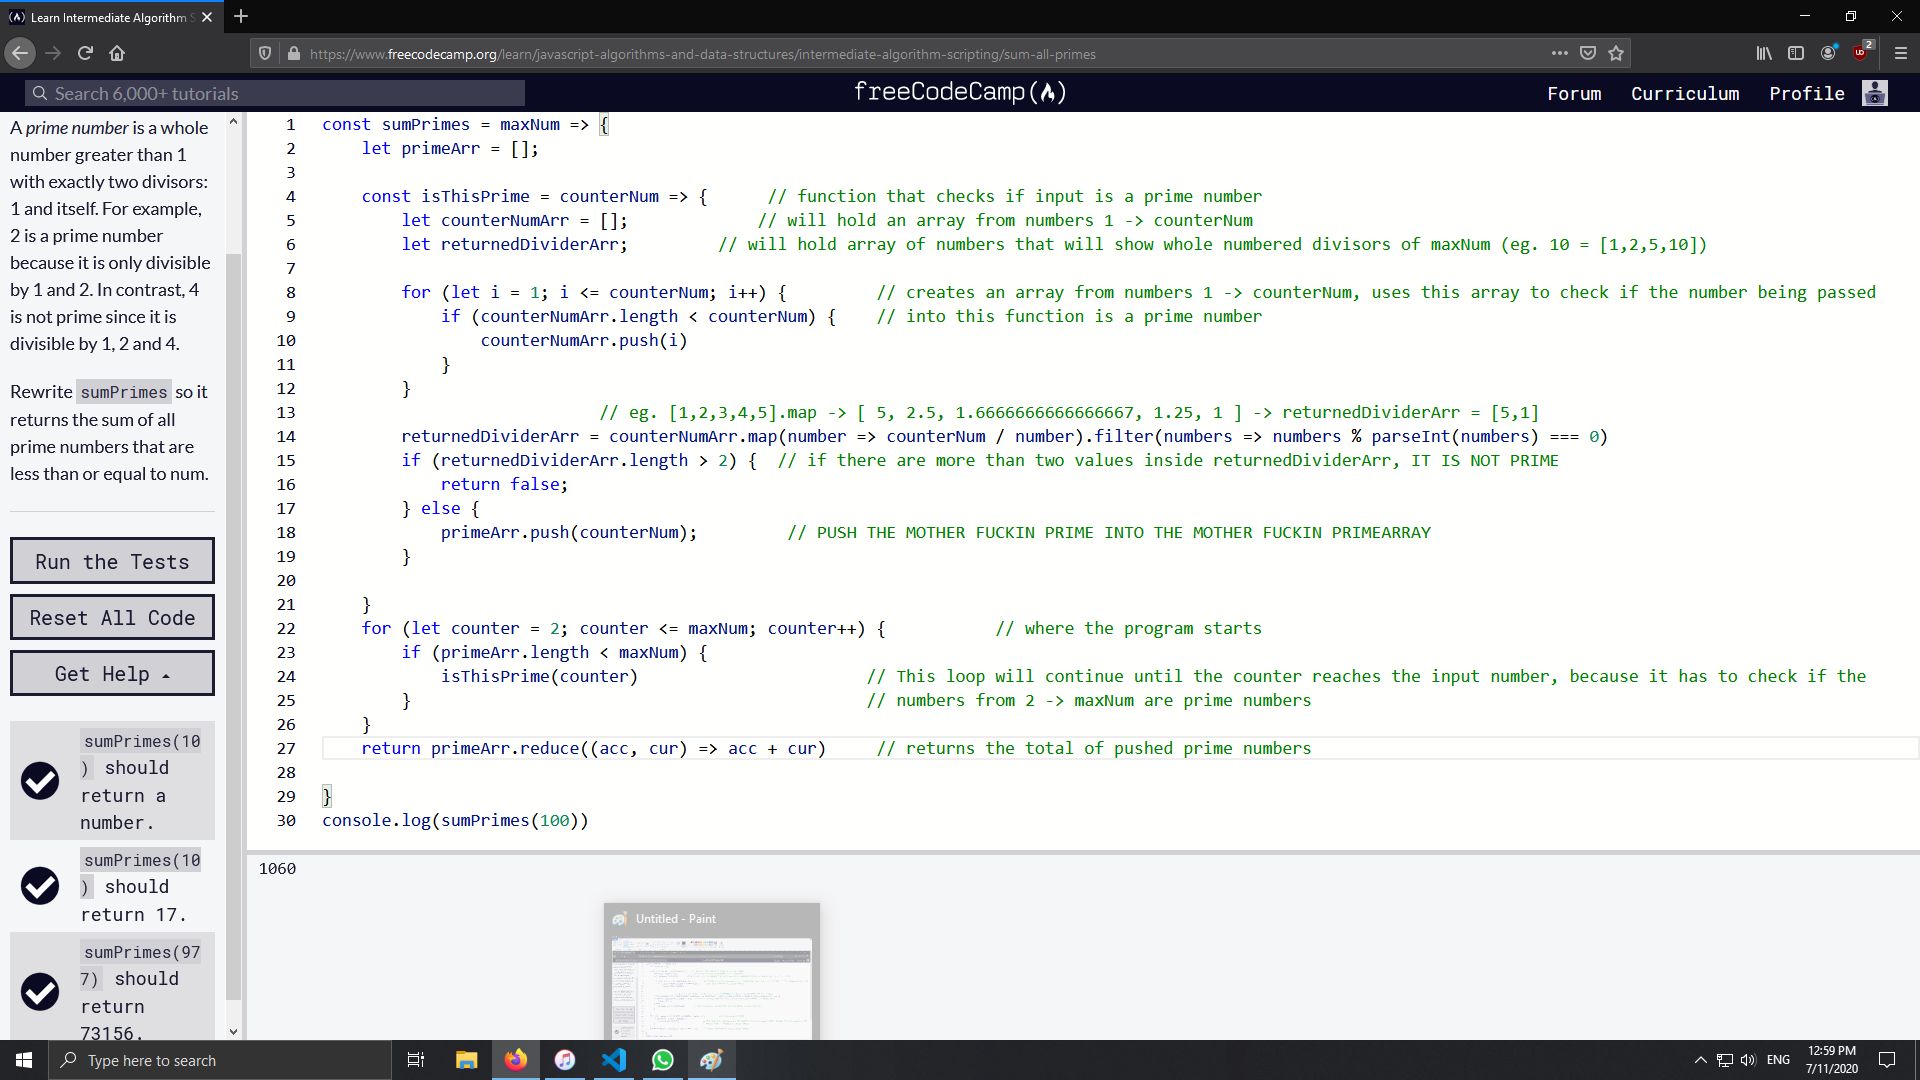 Learn Intermediate Algorithm S
https://www.freecodecamp.org/learn/javascript-algorithms-and-data-structures/intermediate-algorithm-scripting/sum-all-primes
2
Search 6,000+ tutorials
freeCodeCamp
Forum Curriculum Profile
A prime number is a whole
number greater than 1
with exactly two divisors:
1 and itself. For example,
2 is a prime number
because it is only divisible
by 1 and 2. In contrast, 4
is not prime since it is
divisible by 1, 2 and 4.
Rewrite sumPrimes so it
returns the sum of all
prime numbers that are
less than or equal to num.
Run the Tests
Reset All Code
Get Help
sumPrimes(10
) should
return a
number.
sumPrimes(10
) should
return 17.
sumPrimes(97
7) should
return
73156.
1 const sumPrimes = maxNum => {
2 let primeArr = [];
3
4 const isThisPrime = counterNum => { // function that checks if input is a prime number
5 let counterNumArr = []; // will hold an array from numbers 1 -> counterNum
6 let returnedDividerArr; // will hold array of numbers that will show whole numbered divisors of maxNum (eg. 10 = [1,2,5,10])
7
8 for (let i = 1; i <= counterNum; i++) { // creates an array from numbers 1 -> counterNum, uses this array to check if the number being passed
9 if (counterNumArr.length < counterNum) { // into this function is a prime number
10 counterNumArr.push(i)
11 }
12 }
13 // eg. [1,2,3,4,5].map -> [ 5, 2.5, 1.6666666666666667, 1.25, 1 ] -> returnedDividerArr = [5,1]
14 returnedDividerArr = counterNumArr.map(number => counterNum / number).filter(numbers => numbers % parseInt(numbers) === 0)
15 if (returnedDividerArr.length > 2) { // if there are more than two values inside returnedDividerArr, IT IS NOT PRIME
16 return false;
17 } else {
18 primeArr.push(counterNum); // PUSH THE MOTHER FUCKIN PRIME INTO THE MOTHER FUCKIN PRIMEARRAY
19 }
20
21 }
22 for (let counter = 2; counter <= maxNum; counter++) { // where the program starts
23 if (primeArr.length < maxNum) {
24 isThisPrime(counter) // This loop will continue until the counter reaches the input number, because it has to check if the
25 } // numbers from 2 -> maxNum are prime numbers
26 }
27 return primeArr.reduce((acc, cur) => acc + cur) // returns the total of pushed prime numbers
28
29 }
30 console.log(sumPrimes(100))
1060
Untitled - Paint
Type here to search
ENG
12:59 PM
7/11/2020